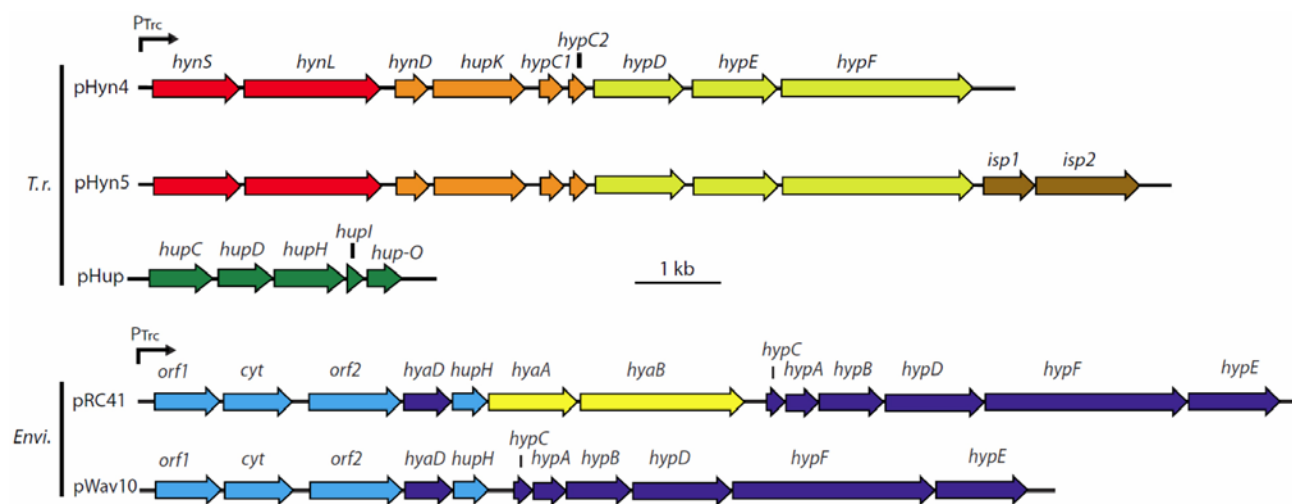 PTrc
hypC2
hynS hynL hynD hupK hypC1 hypD hypE hypF
pHyn4
isp1 isp2
T.r. pHyn5
hupI
hupC hupD hupH hup-O
pHup
1 kb
PTrc
hypC
orf1 cyt orf2 hyaD hupH hyaA hyaB hypA hypB hypD hypF hypE
pRC41
Envi.
hypC
orf1 cyt orf2 hyaD hupH hypA hypB hypD hypF hypE
pWav10